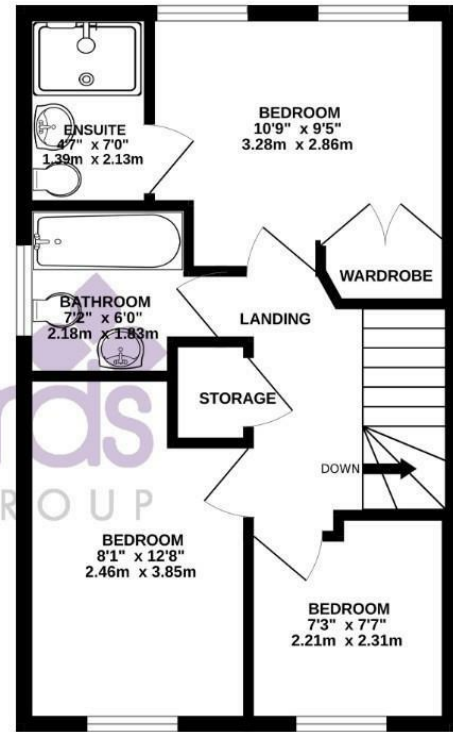 BEDROOM
10'9" x 9'5"
3.28m x 2.86m
ENSUITE
4'7" x 7'0"
1.39m x 2.13m
WARDROBE
BATHROOM
7'2" x 6'0"
2.18m x 1.83m
LANDING
STORAGE
DOWN
BEDROOM
8'1" x 12'8"
2.46m x 3.85m
BEDROOM
7'3" x 7'7"
2.21m x 2.31m
ds
ROUP